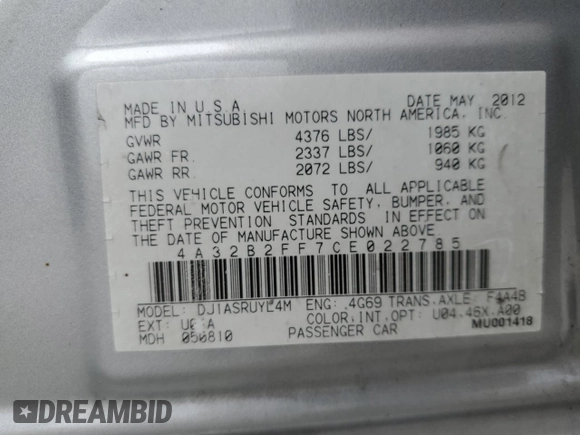 MADE IN U.S.A. DATE MAY 2012
MFD BY MITSUBISHI MOTORS NORTH AMERICA, INC.
GVWR 4376 LBS/ 1985 KG
GAWR FR. 2337 LBS/ 1060 KG
GAWR RR. 2072 LBS/ 940 KG
THIS VEHICLE CONFORMS TO ALL APPLICABLE
FEDERAL MOTOR VEHICLE SAFETY, BUMPER, AND
THEFT PREVENTION STANDARDS IN EFFECT ON
THE DATE OF MANUFACTURE SHOWN ABOVE
4A32B2FF7CE022785
MODEL: DJ1ASRUYL4M ENG: .4G69 TRANS.AXLE F4A4B
EXT: COLOR,INT,OPT: U04.46X.A00
MDH 050810 PASSENGER CAR MU001418
DREAMBID